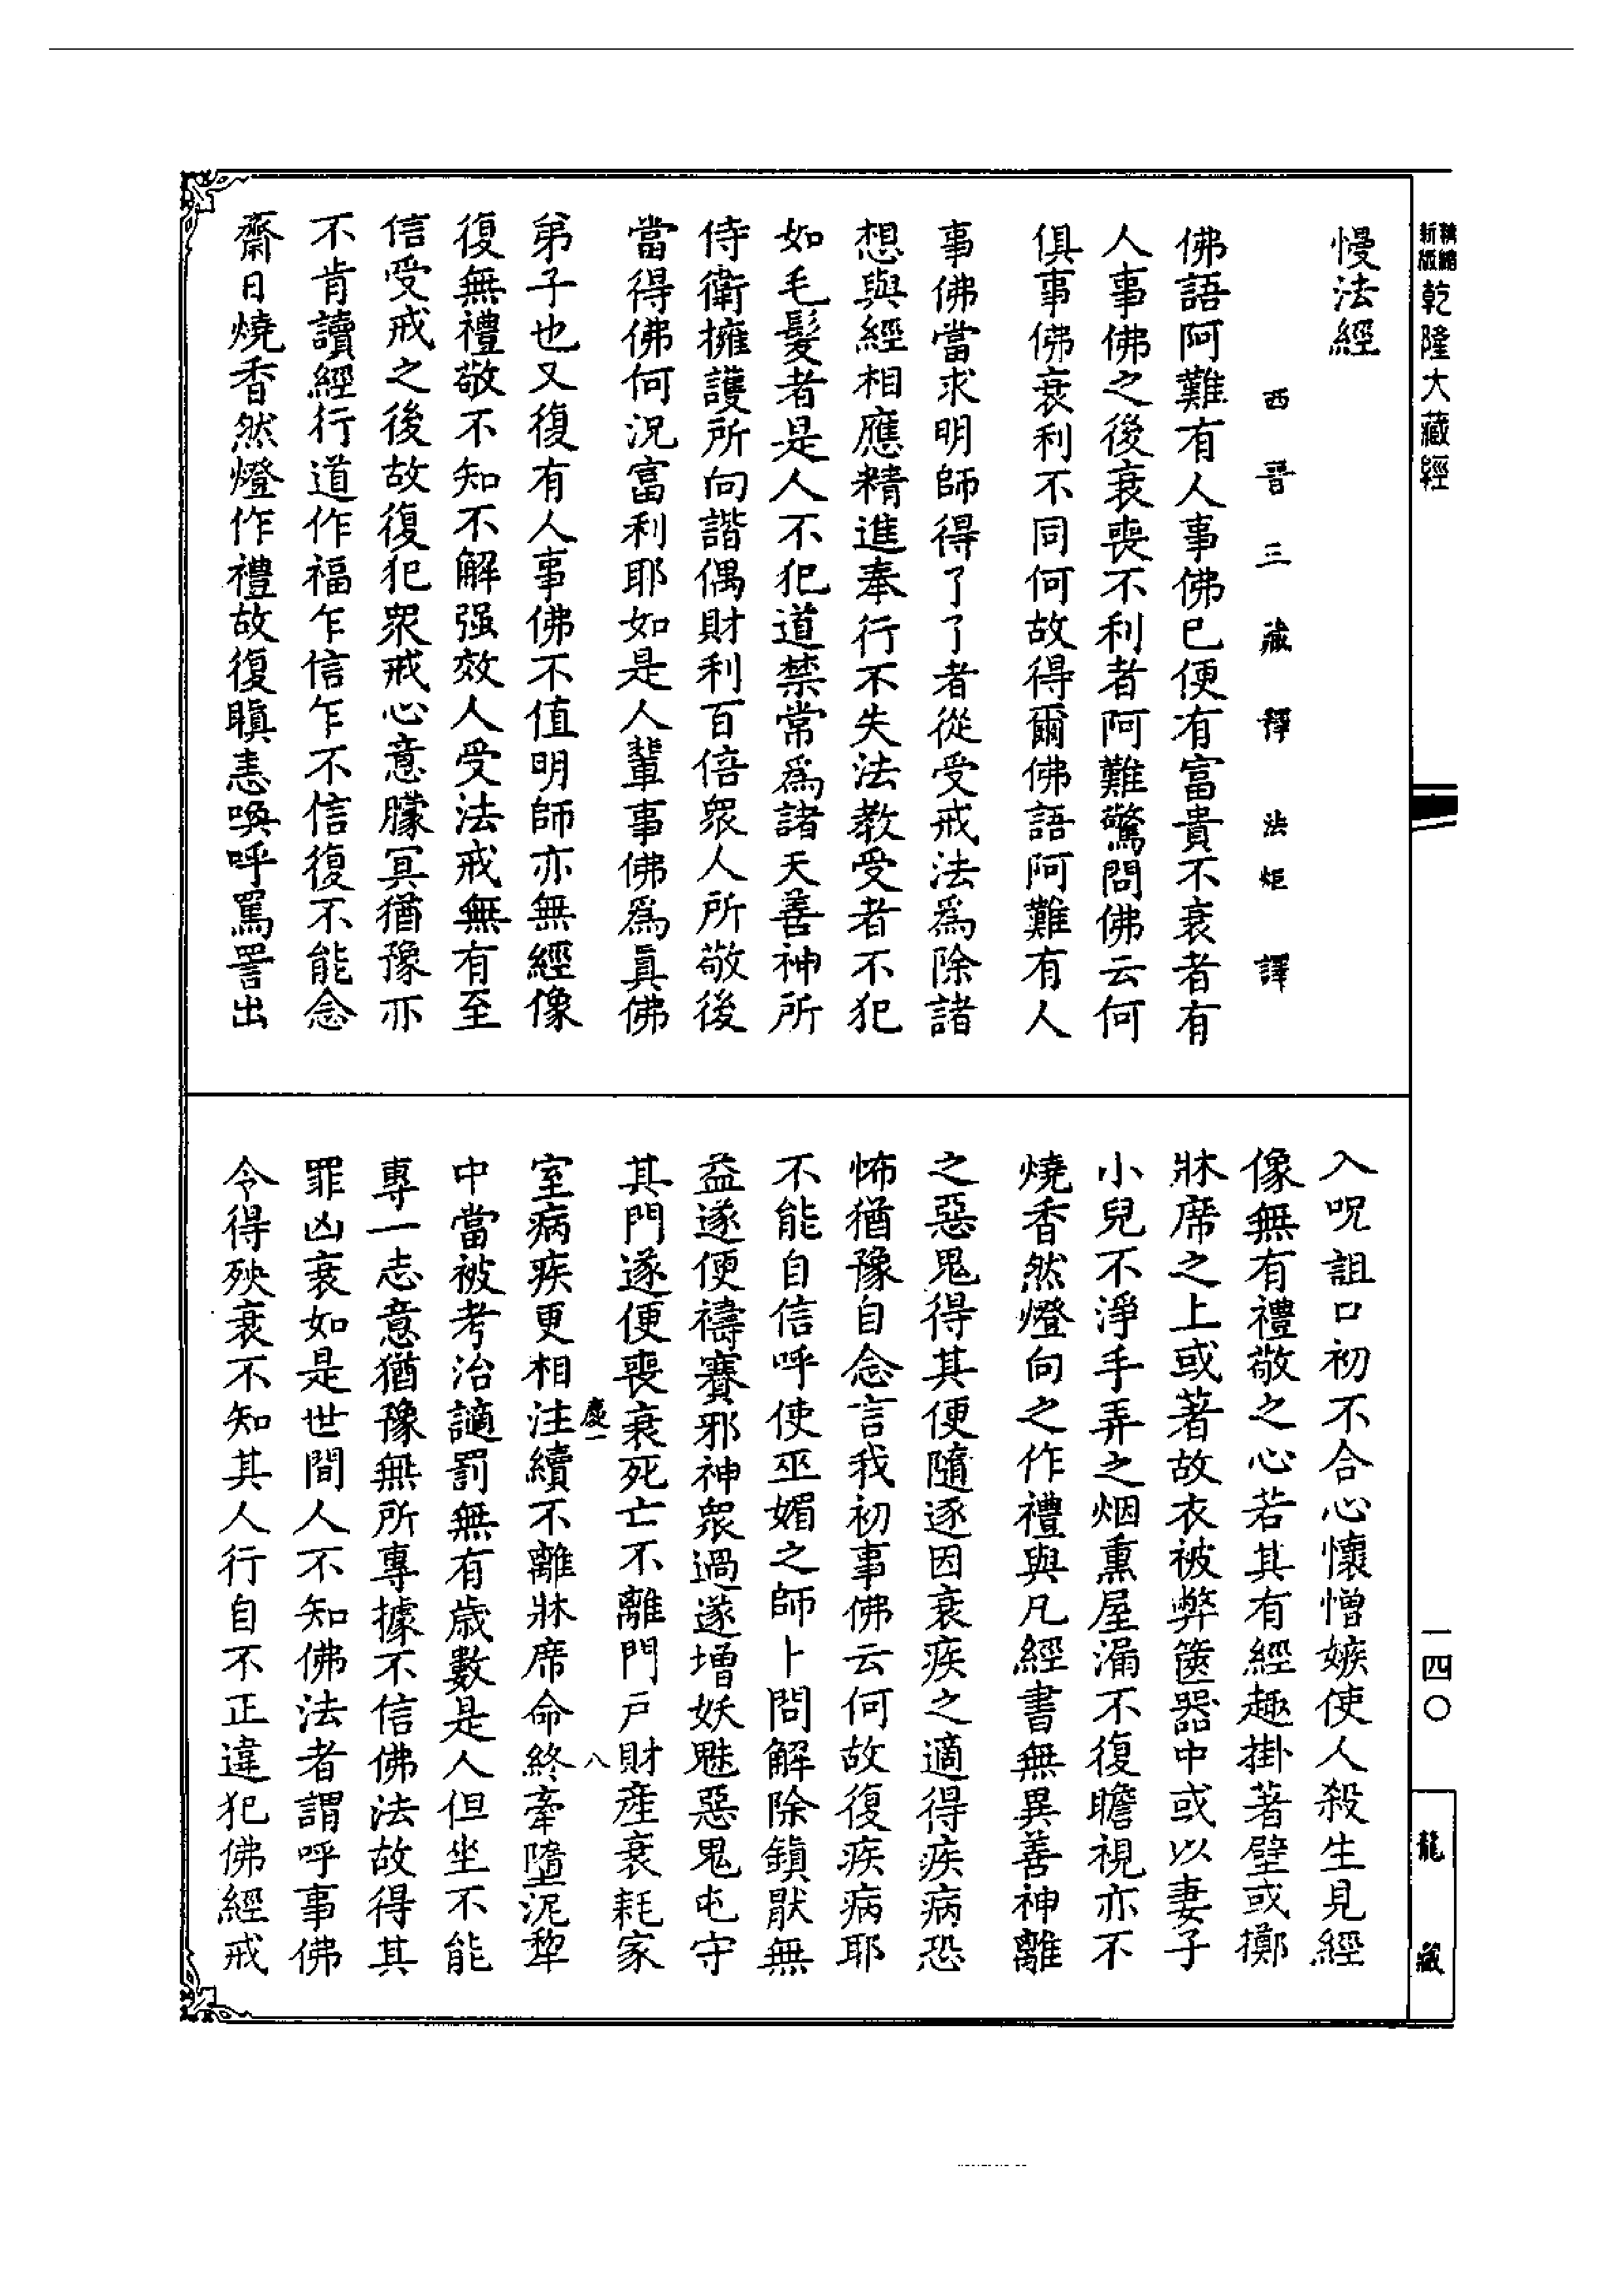 新版精縮乾隆大藏經
慢法經
西晉三藏釋法炬譯
佛語阿難有人事佛已便有富貴不衰者有
人事佛之後衰喪不利者阿難驚問佛云何
俱事佛衰利不同何故得爾佛語阿難有人
事佛當求明師得了了者從受戒法為除諸
想與經相應精進奉行不失法教受者不犯
如毛髮者是人不犯道禁常為諸天善神所
侍衛擁護所向諧偶財利百倍眾人所敬後
當得佛何況富利耶如是人輩事佛為真佛
弟子也又復有人事佛不值明師亦無經像
復無禮敬不知不解强效人受法戒無有至
信受戒之後故復犯眾戒心意矇冥猶豫亦
不肯讀經行道作福乍信乍不信復不能念
齋日燒香然燈作禮故復瞋恚喚呼罵詈出
入呪詛口初不合心懷憎嫉使人殺生見經
像無有禮敬之心若其有經趣掛著壁或擲
牀席之上或著故衣被弊篋器中或以妻子
小兒不淨手弄之烟熏屋漏不復瞻視亦不
燒香然燈向之作禮與凡經書無異善神離
之惡鬼得其便隨逐因衰疾之適得疾病恐
怖猶豫自念言我初事佛云何故復疾病耶
不能自信呼使巫媚之師卜問解除鎮厭無
益遂便禱賽邪神眾過遂增妖魅惡鬼屯守
其門遂便喪衰死亡不離門戶財產衰耗家
慶一 八
室病疾更相注續不離牀席命終牽墮泥犂
中當被考治讁罰無有歲數是人但坐不能
專一志意猶豫無所專據不信佛法故得其
罪凶衰如是世間人不知佛法者謂呼事佛
令得殃衰不知其人行自不正違犯佛經戒
一四〇
龍藏